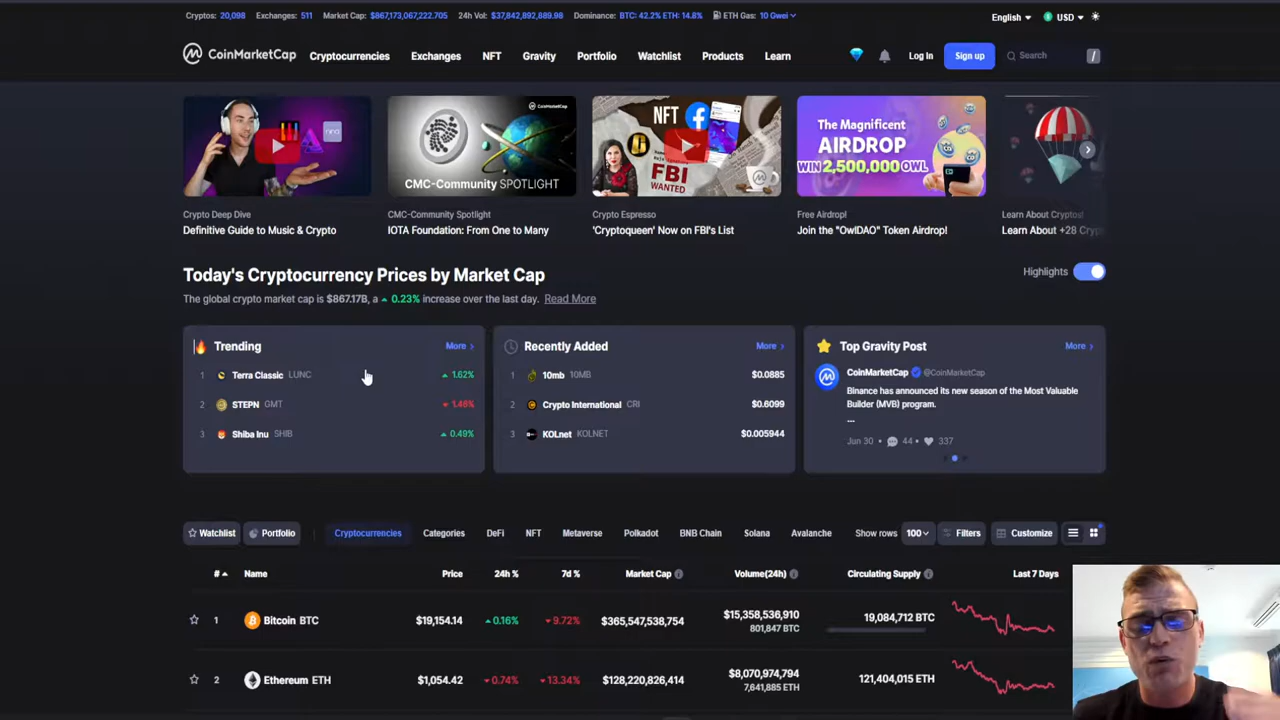 Cryptos: 20,098 Exchanges: 511 Market Cap: $867,173,067,222.705 24h Vol: $37,842,892,889.98 Dominance: BTC: 42.2% ETH: 14.8% ETH Gas: 10 Gwei English USD
CoinMarketCap Cryptocurrencies Exchanges NFT Gravity Portfolio Watchlist Products Learn Log In Sign up Search /
CoinMarketCap
CMC-Community SPOTLIGHT
NFT
FBI
WANTED
The Magnificent
AIRDROP
WIN 2,500,000 OWL
Crypto Deep Dive
Definitive Guide to Music & Crypto
CMC-Community Spotlight
IOTA Foundation: From One to Many
Crypto Espresso
'Cryptoqueen' Now on FBI's List
Free Airdrop!
Join the "OwlDAO" Token Airdrop!
Learn About Cryptos!
Learn About +28 Cryp
Today's Cryptocurrency Prices by Market Cap
Highlights
The global crypto market cap is $867.17B, a 0.23% increase over the last day. Read More
Trending More
1 Terra Classic LUNC 1.62%
2 STEPN GMT 1.46%
3 Shiba Inu SHIB 0.49%
Recently Added More
1 10mb 10MB $0.0885
2 Crypto International CRI $0.6099
3 KOLnet KOLNET $0.005944
Top Gravity Post More
CoinMarketCap @CoinMarketCap
Binance has announced its new season of the Most Valuable
Builder (MVB) program.
...
Jun 30 • 44 • 337
Watchlist Portfolio Cryptocurrencies Categories DeFi NFT Metaverse Polkadot BNB Chain Solana Avalanche Show rows 100 Filters Customize
# Name Price 24h % 7d % Market Cap Volume(24h) Circulating Supply Last 7 Days
1 Bitcoin BTC $19,154.14 0.16% 9.72% $365,547,538,754 $15,358,536,910 19,084,712 BTC
801,847 BTC
2 Ethereum ETH $1,054.42 0.74% 13.34% $128,220,826,414 $8,070,974,794 121,404,015 ETH
7,641,885 ETH